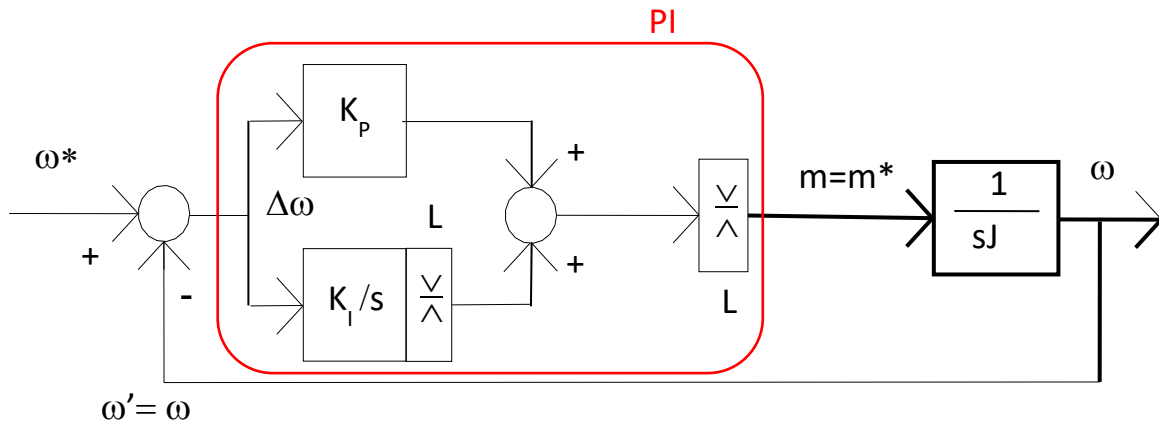 PI
K_P
ω*
+
m=m*
1
sJ
ω
Δω
L
+
+
-
K_I/s
∨
∧
∨
∧
L
ω'= ω